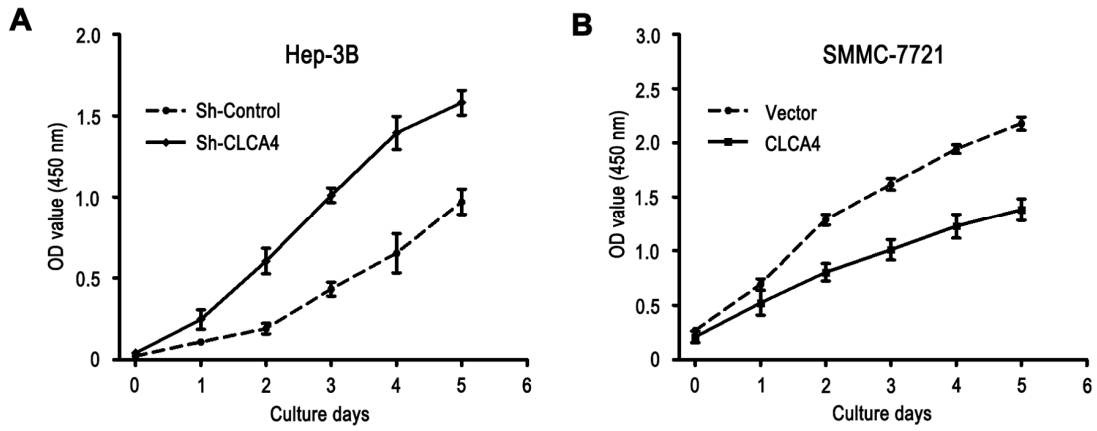 A
Hep-3B
Sh-Control
Sh-CLCA4
OD value (450 nm)
2.0
1.5
1.0
0.5
0
0 1 2 3 4 5 6
Culture days
B
SMMC-7721
Vector
CLCA4
OD value (450 nm)
3.0
2.5
2.0
1.5
1.0
0.5
0
0 1 2 3 4 5 6
Culture days